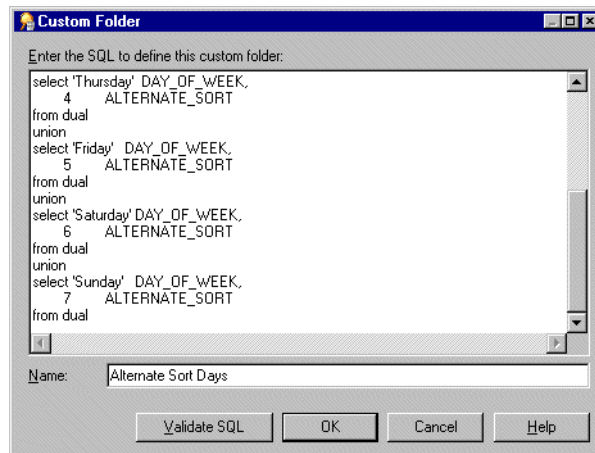 Custom Folder
Enter the SQL to define this custom folder:
select 'Thursday' DAY_OF_WEEK,
4 ALTERNATE_SORT
from dual
union
select 'Friday' DAY_OF_WEEK,
5 ALTERNATE_SORT
from dual
union
select 'Saturday' DAY_OF_WEEK,
6 ALTERNATE_SORT
from dual
union
select 'Sunday' DAY_OF_WEEK,
7 ALTERNATE_SORT
from dual
Name: Alternate Sort Days
Validate SQL OK Cancel Help